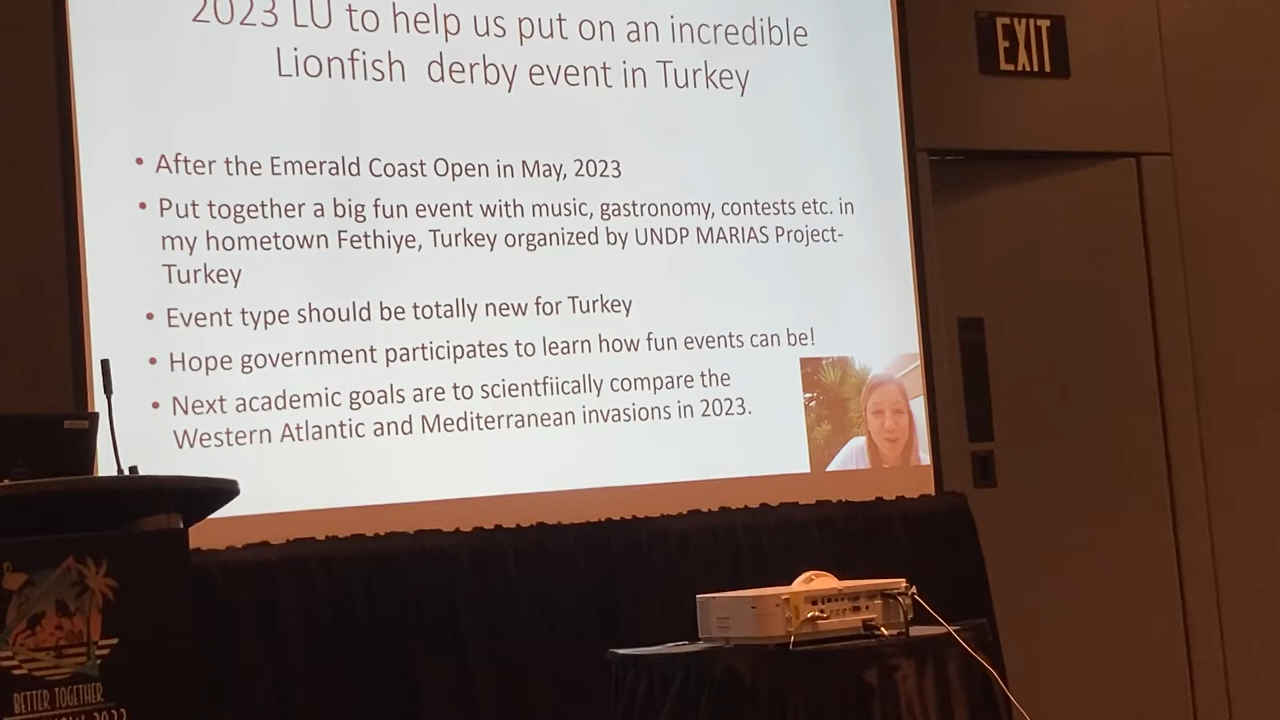 2023 LU to help us put on an incredible
Lionfish derby event in Turkey
• After the Emerald Coast Open in May, 2023
• Put together a big fun event with music, gastronomy, contests etc. in
my hometown Fethiye, Turkey organized by UNDP MARIAS Project-
Turkey
• Event type should be totally new for Turkey
• Hope government participates to learn how fun events can be!
• Next academic goals are to scientfiically compare the
Western Atlantic and Mediterranean invasions in 2023.
EXIT
BETTER TOGETHER